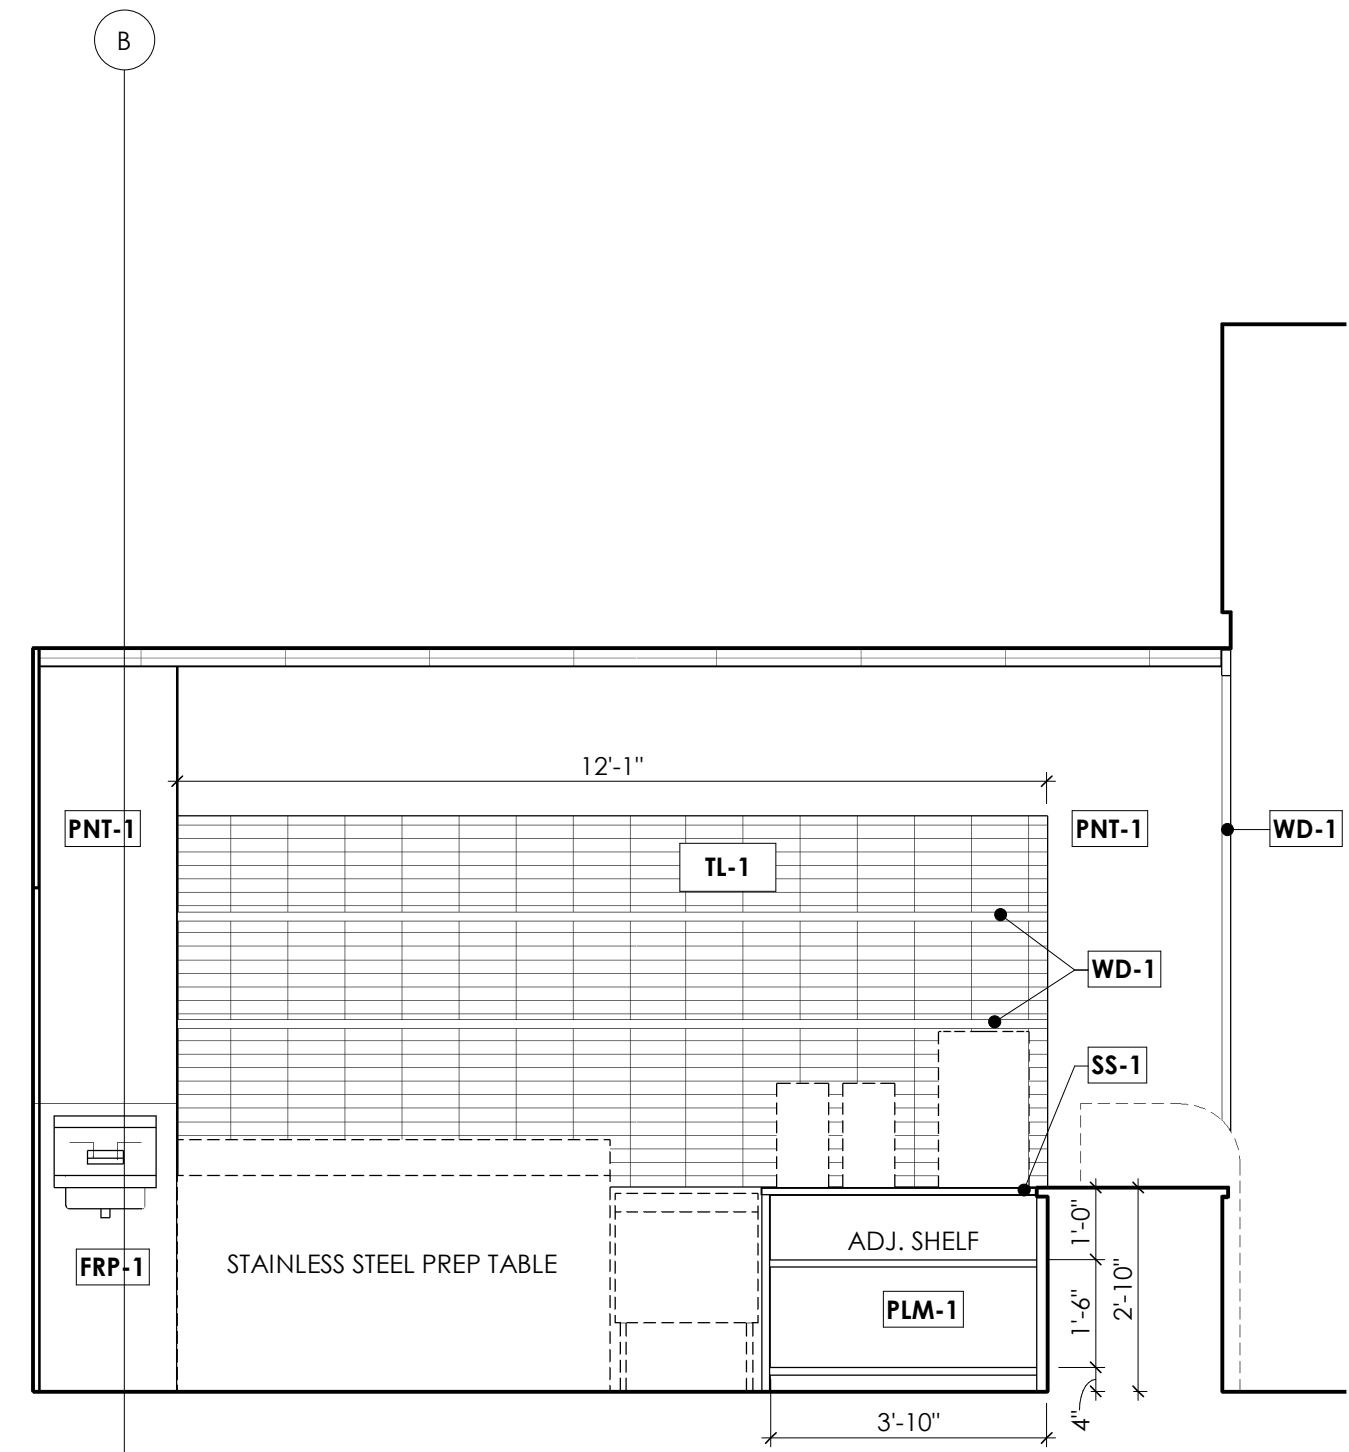 B
12'-1"
PNT-1
PNT-1
WD-1
TL-1
WD-1
SS-1
1'-0"
ADJ. SHELF
FRP-1
STAINLESS STEEL PREP TABLE
2'-10"
PLM-1
1'-6"
3'-10"
4"